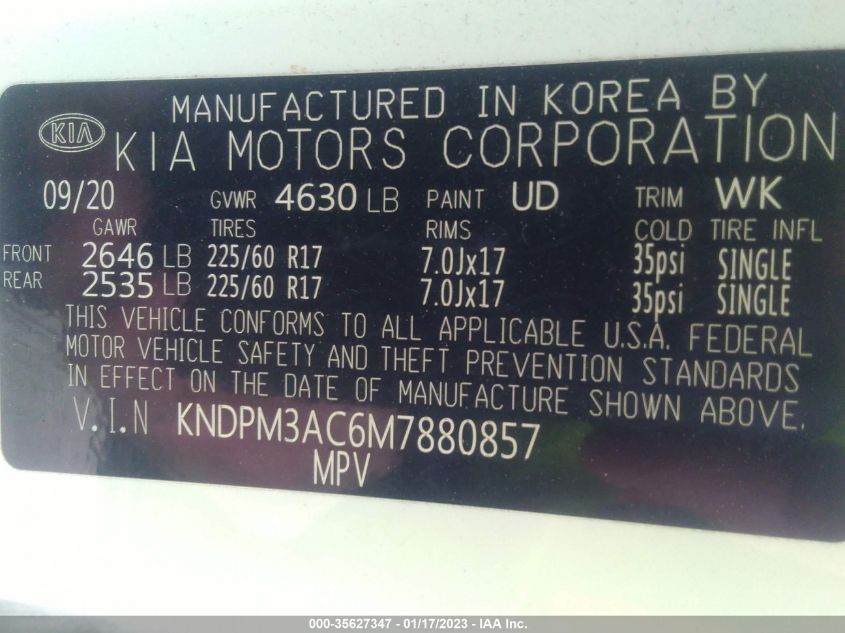 MANUFACTURED IN KOREA BY
KIA KIA MOTORS CORPORATION
09/20 GVWR 4630 LB PAINT UD TRIM WK
GAWR TIRES RIMS COLD TIRE INFL
FRONT 2646 LB 225/60 R17 7.0Jx17 35psi SINGLE
REAR 2535 LB 225/60 R17 7.0Jx17 35psi SINGLE
THIS VEHICLE CONFORMS TO ALL APPLICABLE U.S.A. FEDERAL
MOTOR VEHICLE SAFETY AND THEFT PREVENTION STANDARDS
IN EFFECT ON THE DATE OF MANUFACTURE SHOWN ABOVE.
V.I.N KNDPM3AC6M7880857
MPV
000-35627347 - 01/17/2023 - IAA Inc.